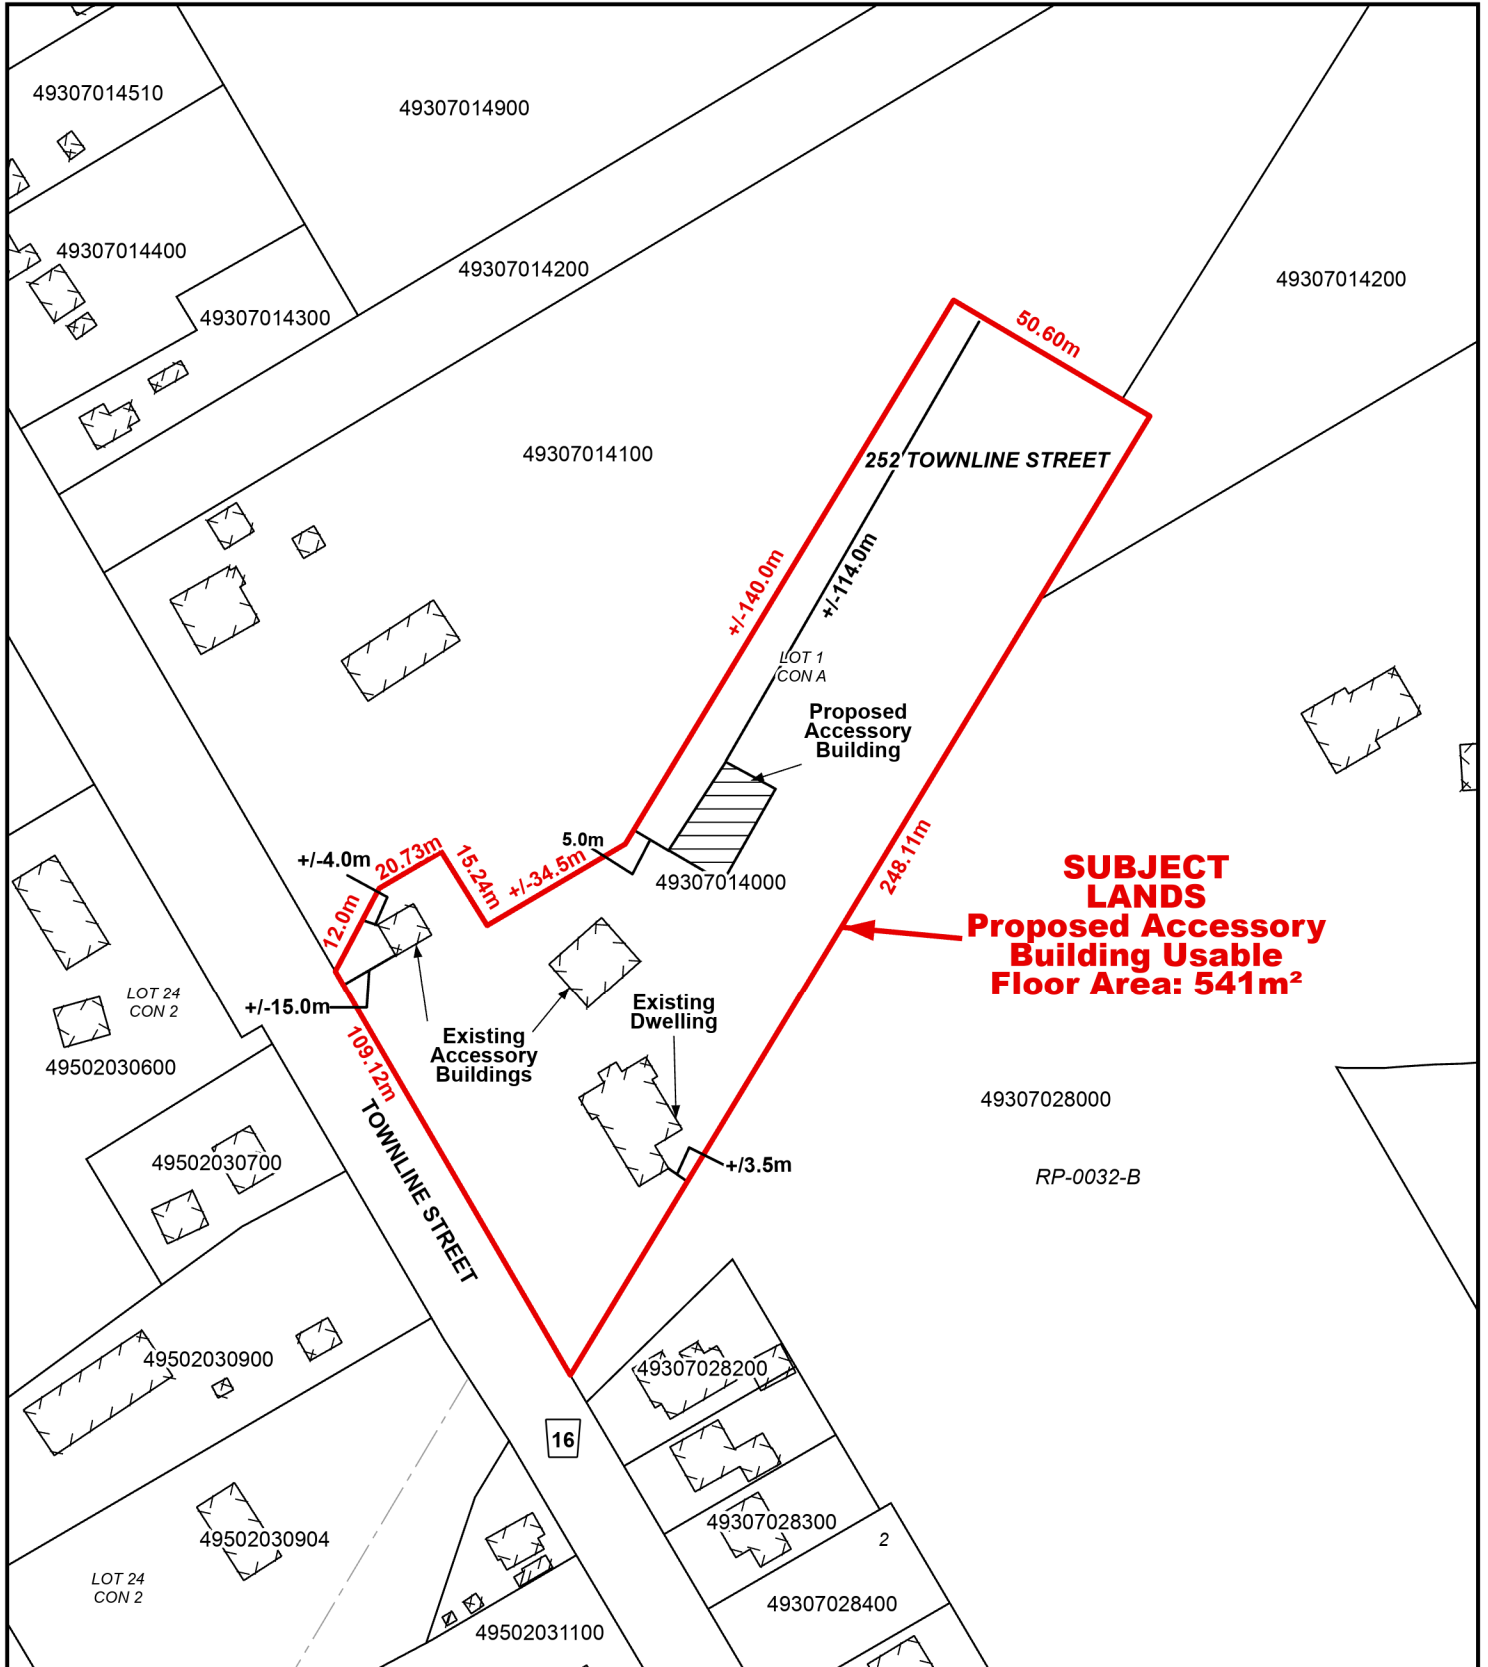 49307014510
49307014900
49307014400
49307014200
49307014200
49307014300
50.60m
49307014100
252 TOWNLINE STREET
+/-140.0m
+/-114.0m
LOT 1
CON A
Proposed
Accessory
Building
5.0m
+/-4.0m
20.73m
15.24m
+/-34.5m
49307014000
248.11m
SUBJECT
LANDS
Proposed Accessory
Building Usable
Floor Area: 541m²
12.0m
LOT 24
CON 2
+/-15.0m
Existing
Dwelling
Existing
Accessory
Buildings
109.12m
49502030600
49307028000
TOWNLINE STREET
49502030700
+/3.5m
RP-0032-B
49502030900
49307028200
16
49502030904
49307028300
2
LOT 24
CON 2
49307028400
49502031100